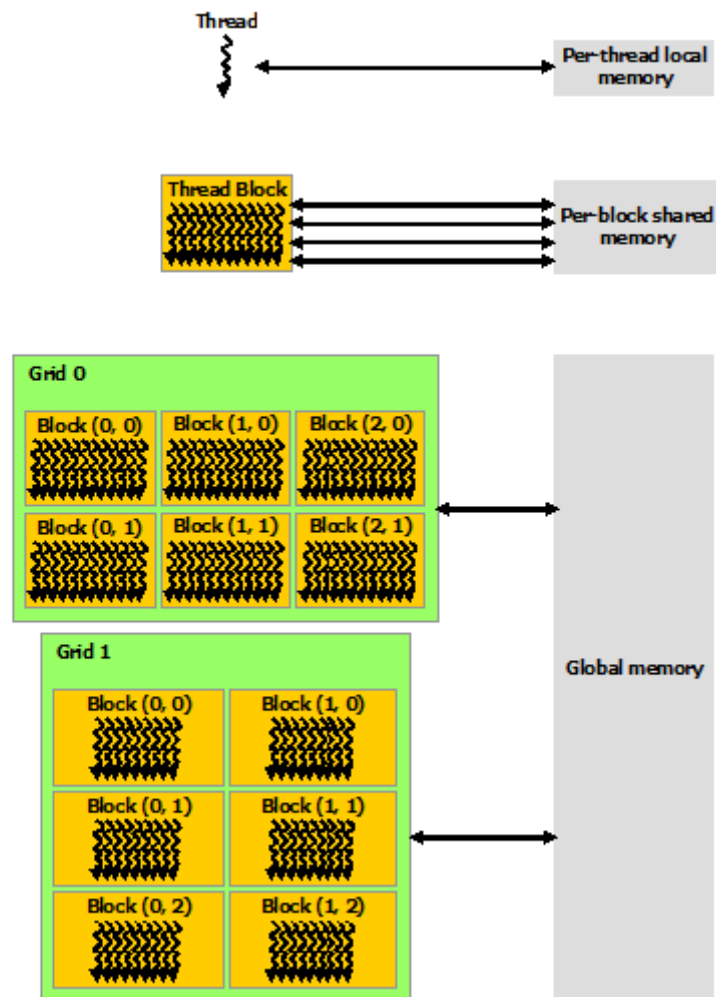 Thread
Per-thread local
memory
Thread Block
Per-block shared
memory
Grid 0
Block (0, 0)
Block (1, 0)
Block (2, 0)
Block (0, 1)
Block (1, 1)
Block (2, 1)
Grid 1
Global memory
Block (0, 0)
Block (1, 0)
Block (0, 1)
Block (1, 1)
Block (0, 2)
Block (1, 2)